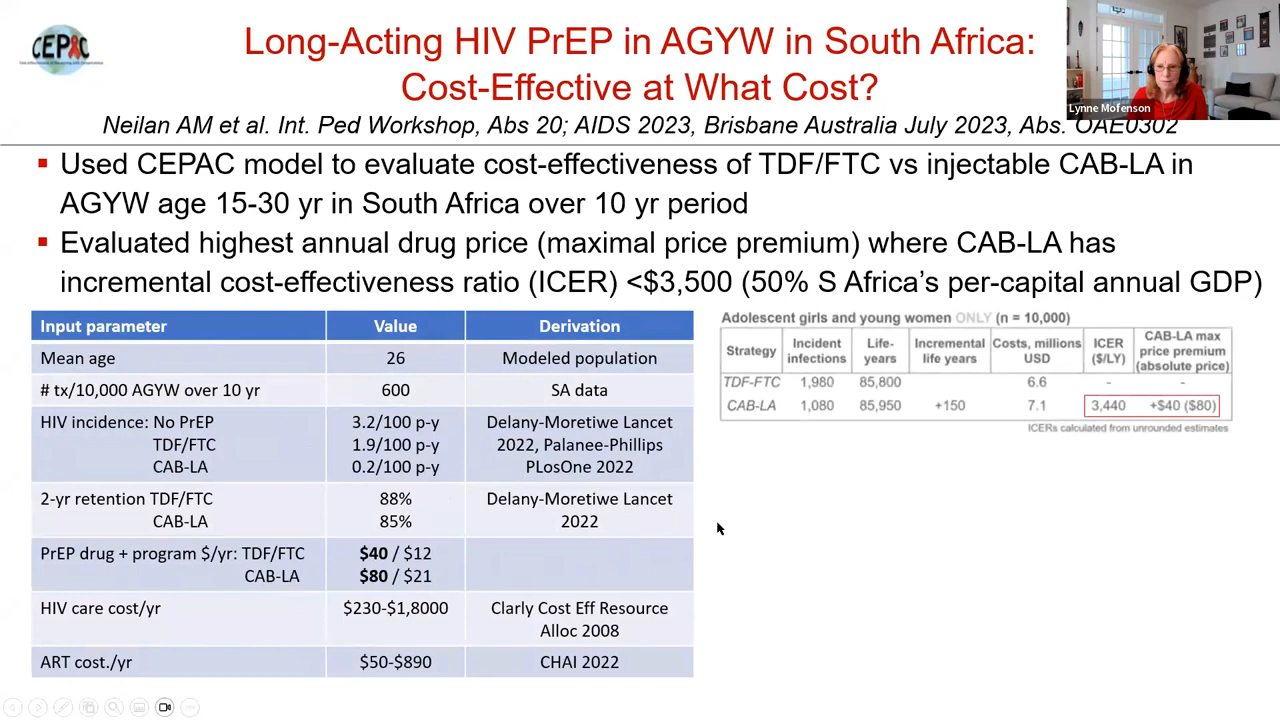 CEPAC
Long-Acting HIV PrEP in AGYW in South Africa:
Cost-Effective at What Cost?
Lynne Mofenson
Neilan AM et al. Int. Ped Workshop, Abs 20; AIDS 2023, Brisbane Australia July 2023, Abs. OAE0302
▪ Used CEPAC model to evaluate cost-effectiveness of TDF/FTC vs injectable CAB-LA in
AGYW age 15-30 yr in South Africa over 10 yr period
▪ Evaluated highest annual drug price (maximal price premium) where CAB-LA has
incremental cost-effectiveness ratio (ICER) <$3,500 (50% S Africa's per-capital annual GDP)
Input parameter Value Derivation
Mean age 26 Modeled population
# tx/10,000 AGYW over 10 yr 600 SA data
HIV incidence: No PrEP 3.2/100 p-y Delany-Moretiwe Lancet
TDF/FTC 1.9/100 p-y 2022, Palanee-Phillips
CAB-LA 0.2/100 p-y PLosOne 2022
2-yr retention TDF/FTC 88% Delany-Moretiwe Lancet
CAB-LA 85% 2022
PrEP drug + program $/yr: TDF/FTC $40 / $12
CAB-LA $80 / $21
HIV care cost/yr $230-$1,8000 Clarly Cost Eff Resource
Alloc 2008
ART cost./yr $50-$890 CHAI 2022
Adolescent girls and young women ONLY (n = 10,000)
Strategy Incident infections Life-years Incremental life years Costs, millions USD ICER ($/LY) CAB-LA max price premium (absolute price)
TDF-FTC 1,980 85,800 6.6 - -
CAB-LA 1,080 85,950 +150 7.1 3,440 +$40 ($80)
ICERs calculated from unrounded estimates